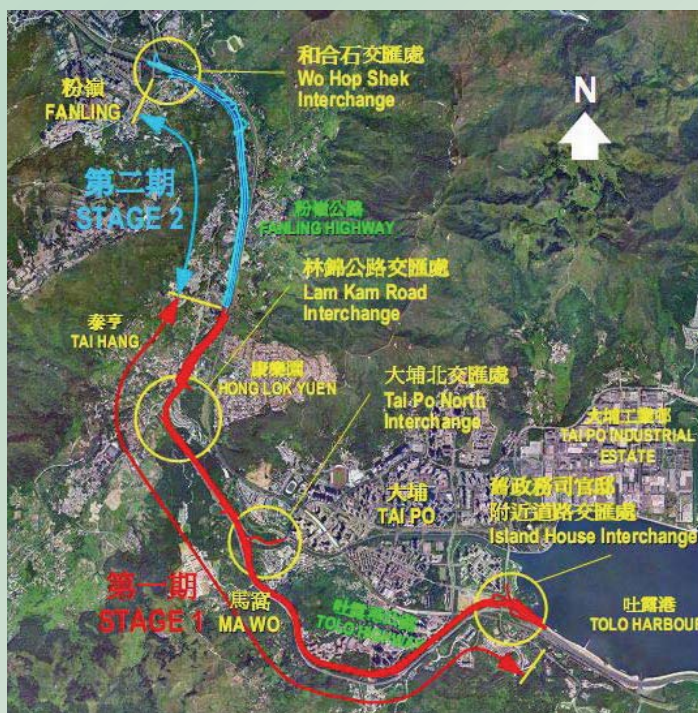 和合石交匯處
Wo Hop Shek
Interchange
N
粉嶺
FANLING
第二期
STAGE 2
粉嶺公路
FANLING HIGHWAY
林錦公路交匯處
Lam Kam Road
Interchange
泰亨
TAI HANG
康樂園
HONG LOK YUEN
大埔北交匯處
Tai Po North
Interchange
大埔工業邨
TAI PO INDUSTRIAL
ESTATE
大埔
TAI PO
舊政務司官邸
附近道路交匯處
Island House Interchange
第一期
STAGE 1
馬窩
MA WO
吐露港公路
TOLO HIGHWAY
吐露港
TOLO HARBOUR